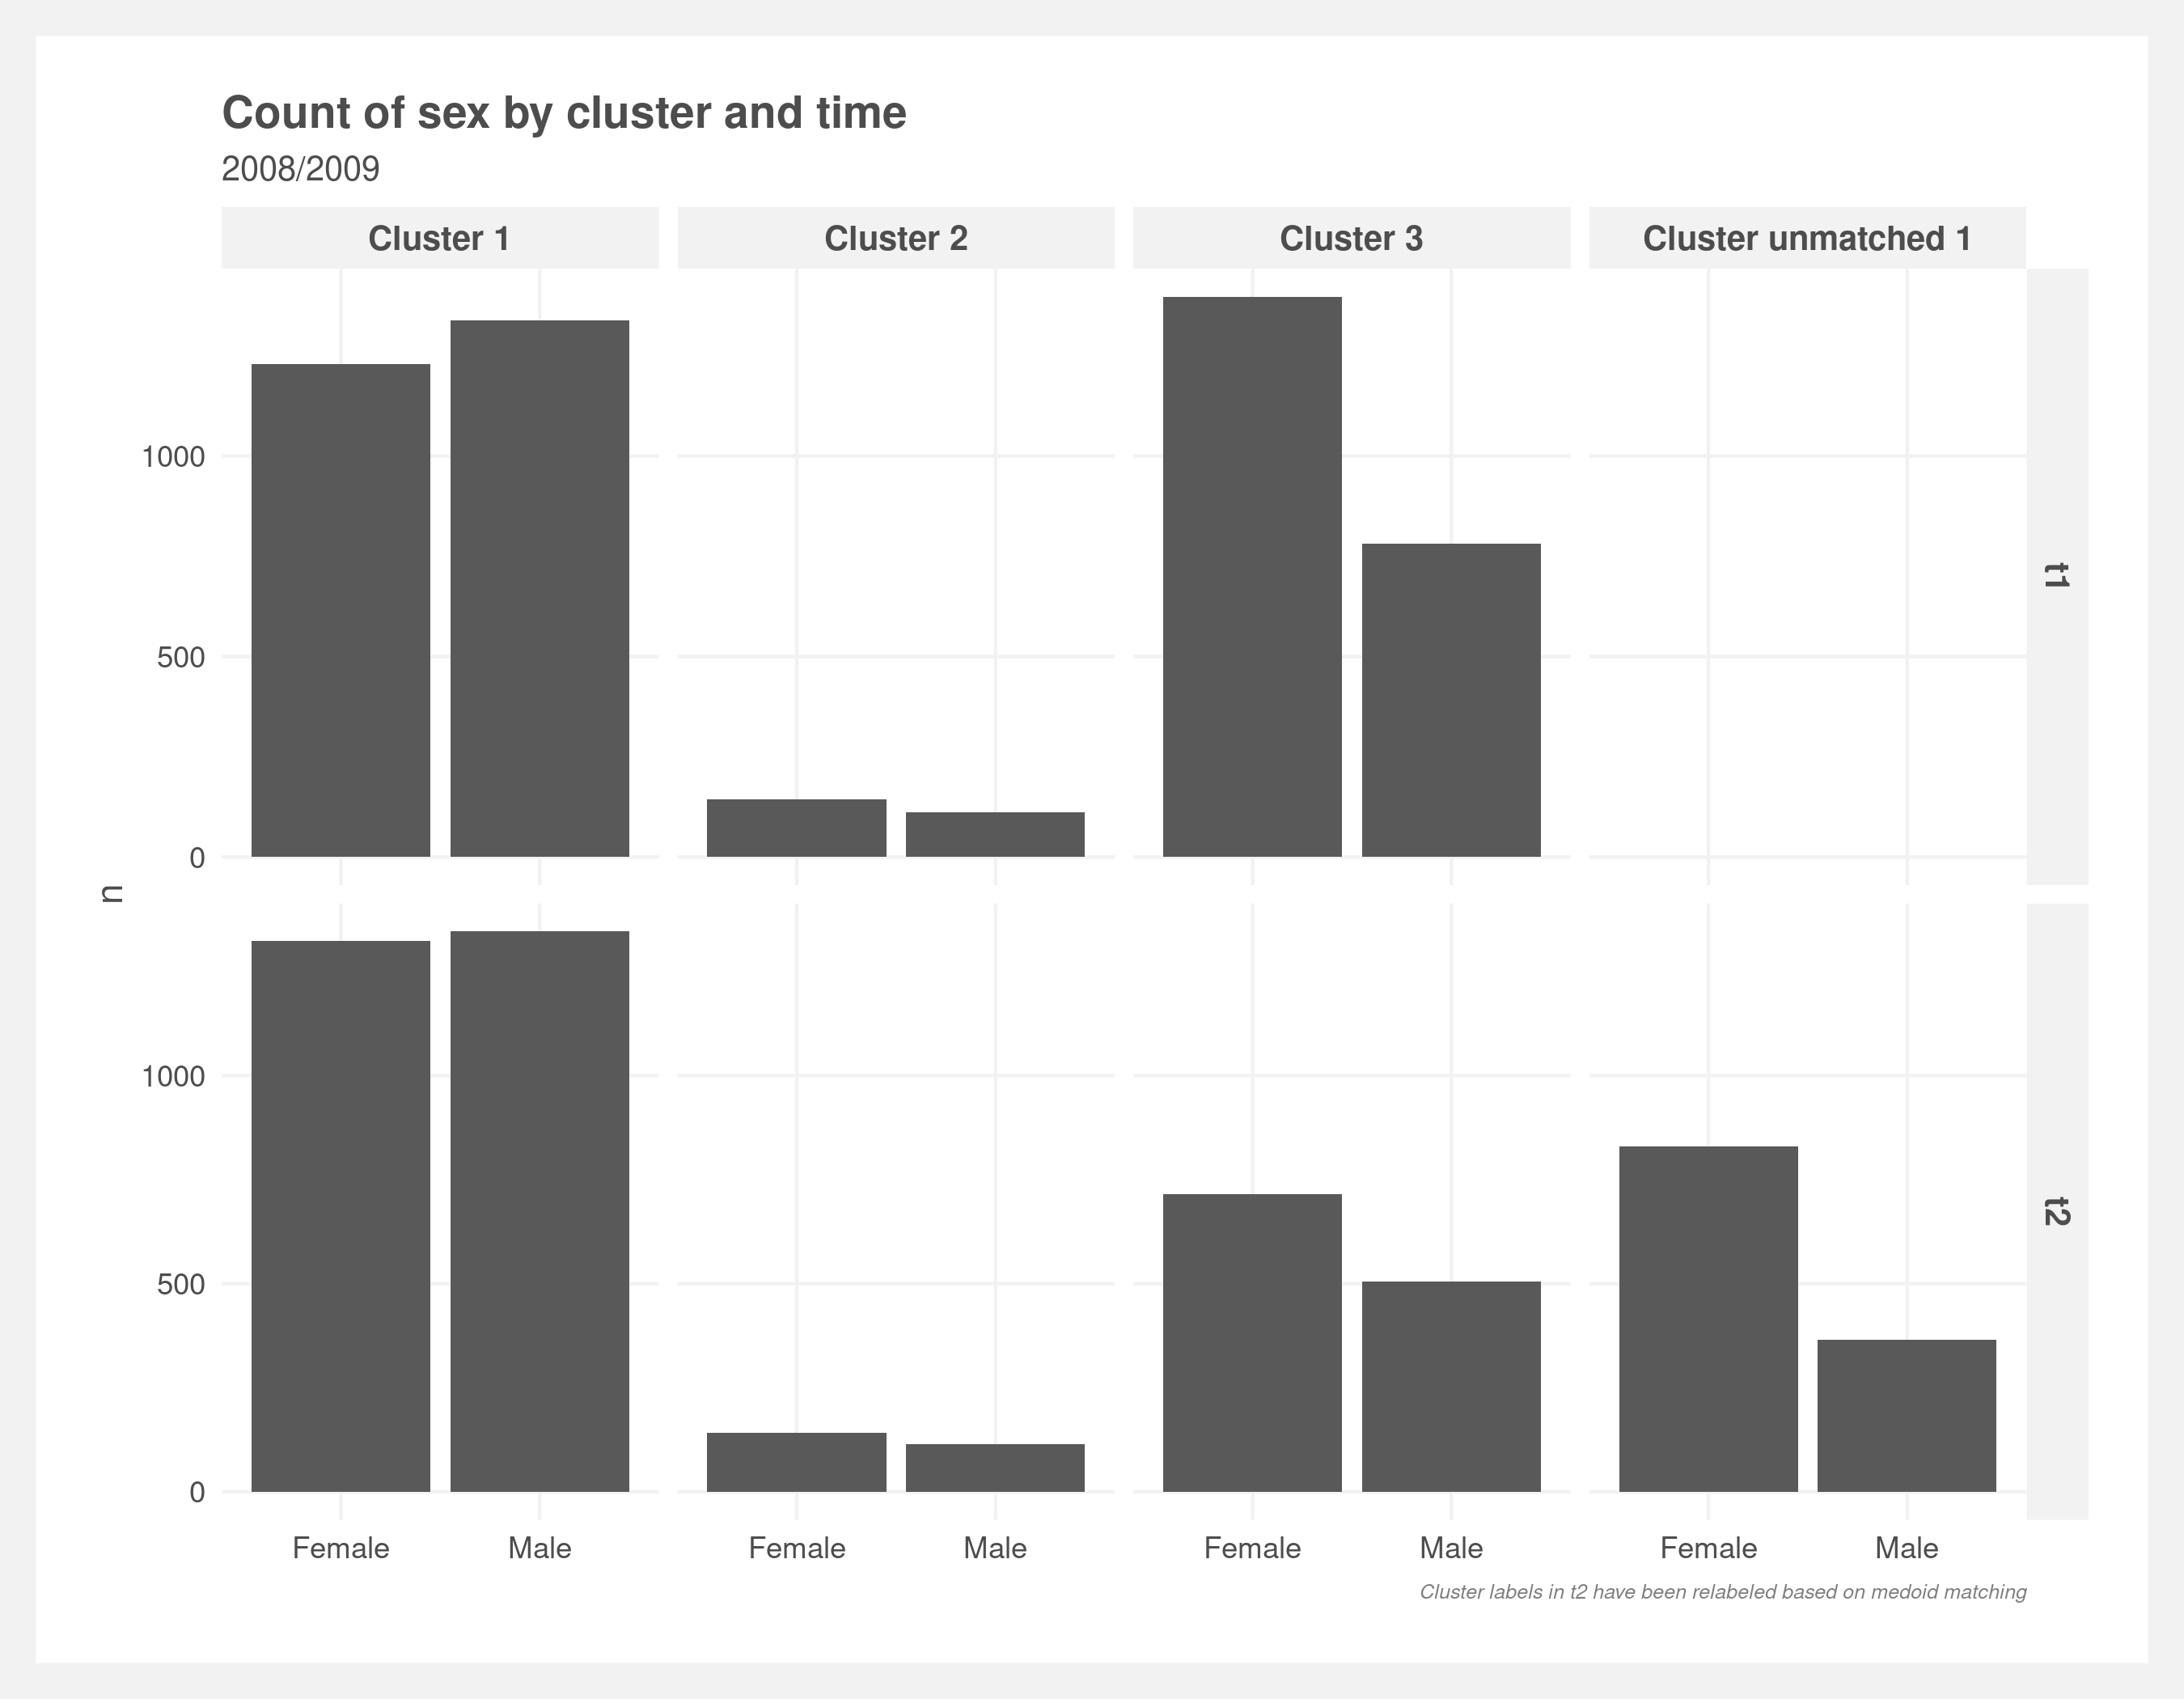 Count of sex by cluster and time
2008/2009
Cluster 1
Cluster 2
Cluster 3
Cluster unmatched 1
1000
500
0
t1
n
1000
500
0
t2
Female
Male
Female
Male
Female
Male
Female
Male
Cluster labels in t2 have been relabeled based on medoid matching